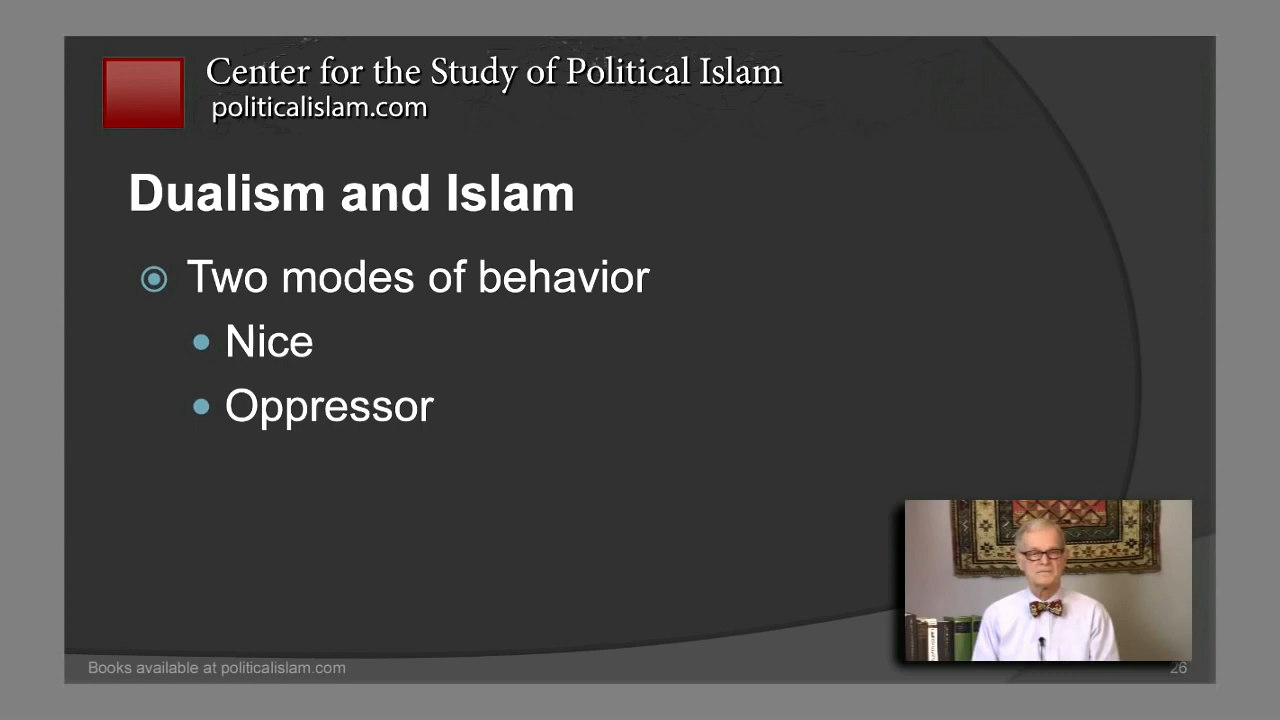 Center for the Study of Political Islam
politicalislam.com
Dualism and Islam
Two modes of behavior
Nice
Oppressor
Books available at politicalislam.com
26